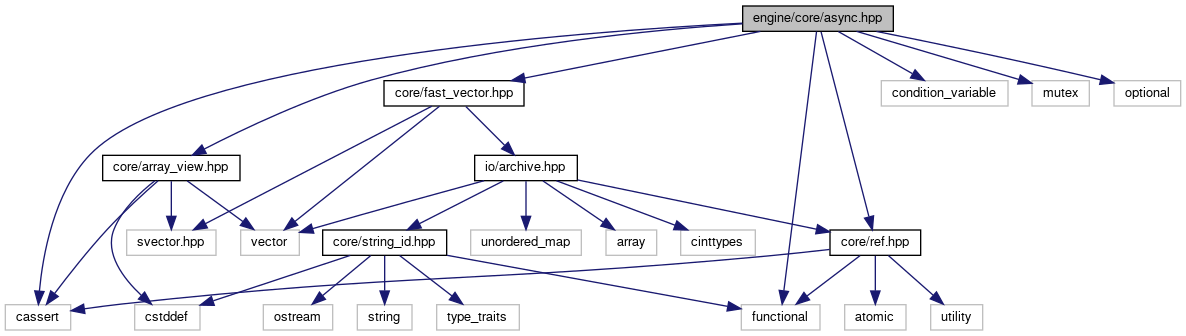 engine/core/async.hpp
core/fast_vector.hpp
condition_variable
mutex
optional
core/array_view.hpp
io/archive.hpp
svector.hpp
vector
core/string_id.hpp
unordered_map
array
cinttypes
core/ref.hpp
cassert
cstddef
ostream
string
type_traits
functional
atomic
utility